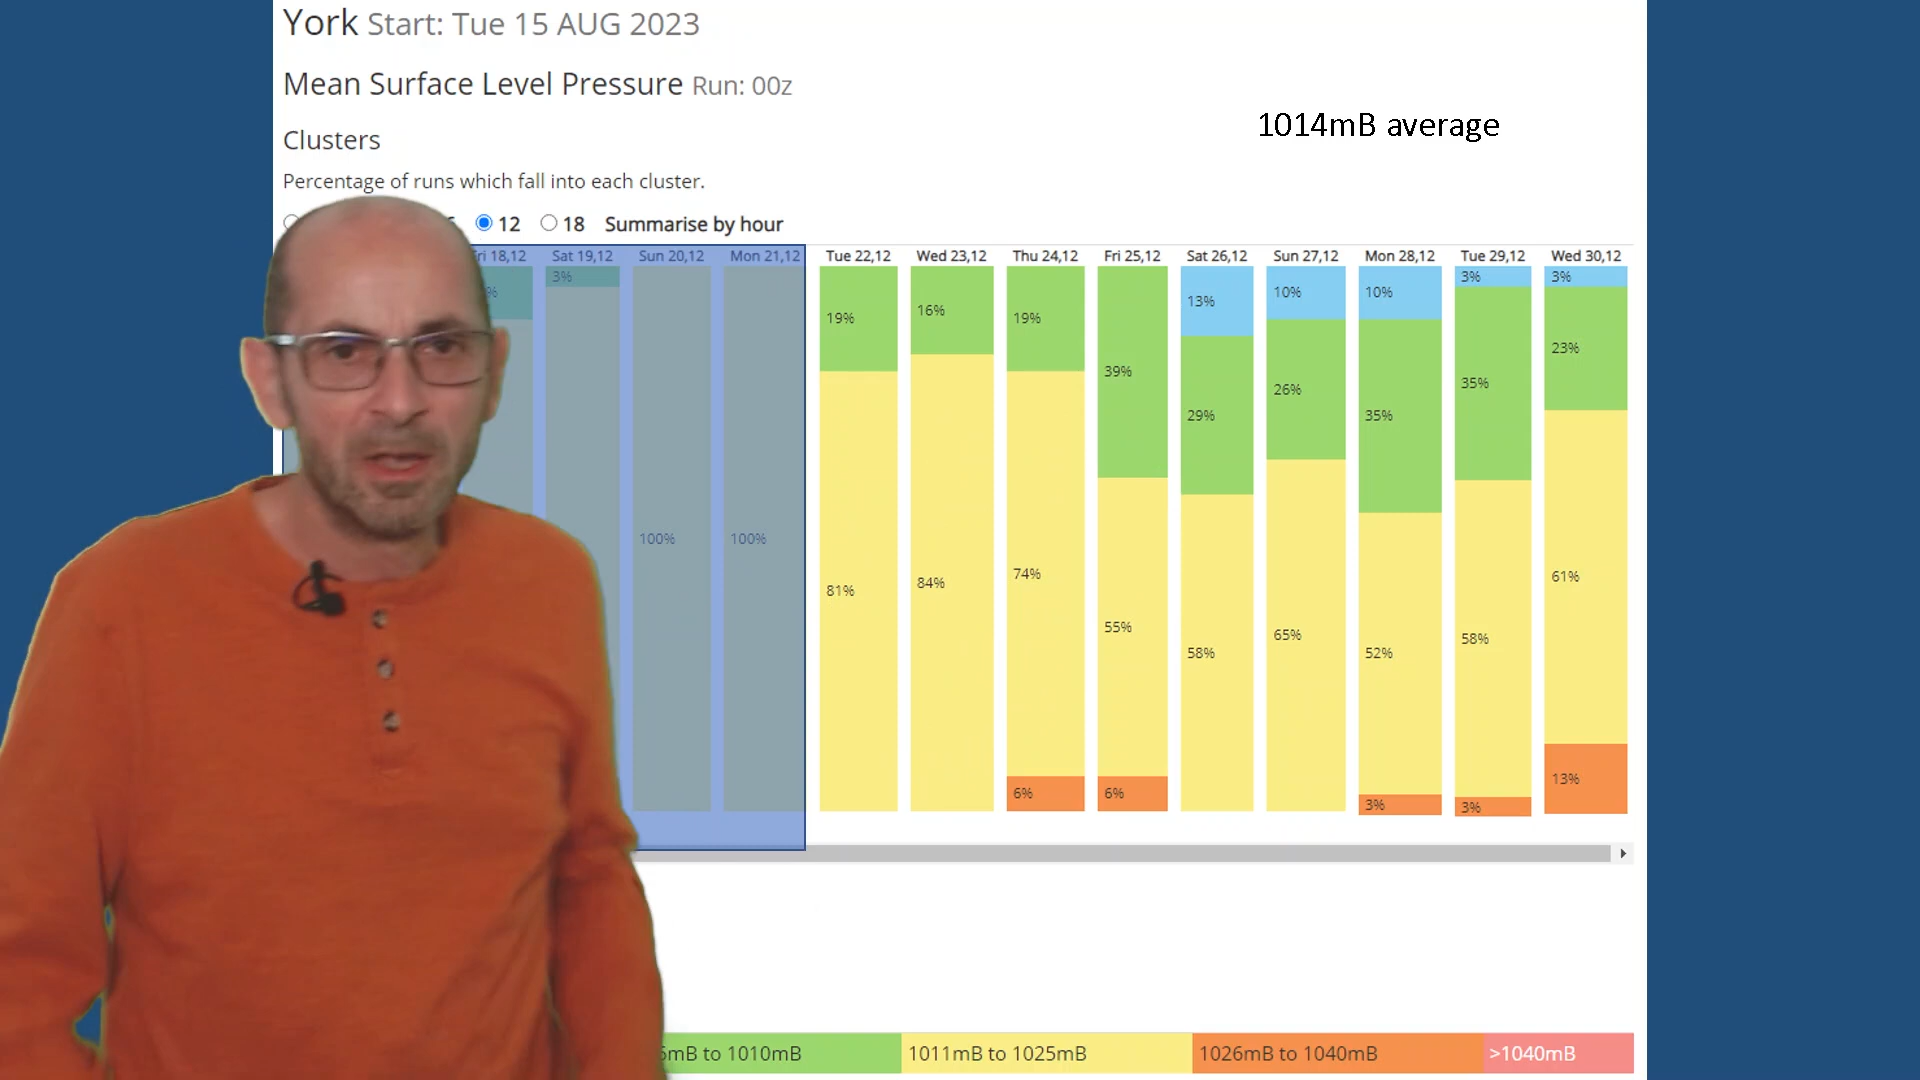 York Start: Tue 15 AUG 2023
Mean Surface Level Pressure Run: 00z
1014mB average
Clusters
Percentage of runs which fall into each cluster.
12 18 Summarise by hour
18,12 Sat 19,12 Sun 20,12 Mon 21,12 Tue 22,12 Wed 23,12 Thu 24,12 Fri 25,12 Sat 26,12 Sun 27,12 Mon 28,12 Tue 29,12 Wed 30,12
3% 3% 3%
% 10% 10%
13%
19% 16% 19%
23%
39% 35%
26%
29% 35%
100% 100%
81% 84% 74% 61%
55% 65% 58%
58% 52%
6% 6% 13%
3% 3%
mB to 1010mB 1011mB to 1025mB 1026mB to 1040mB >1040mB